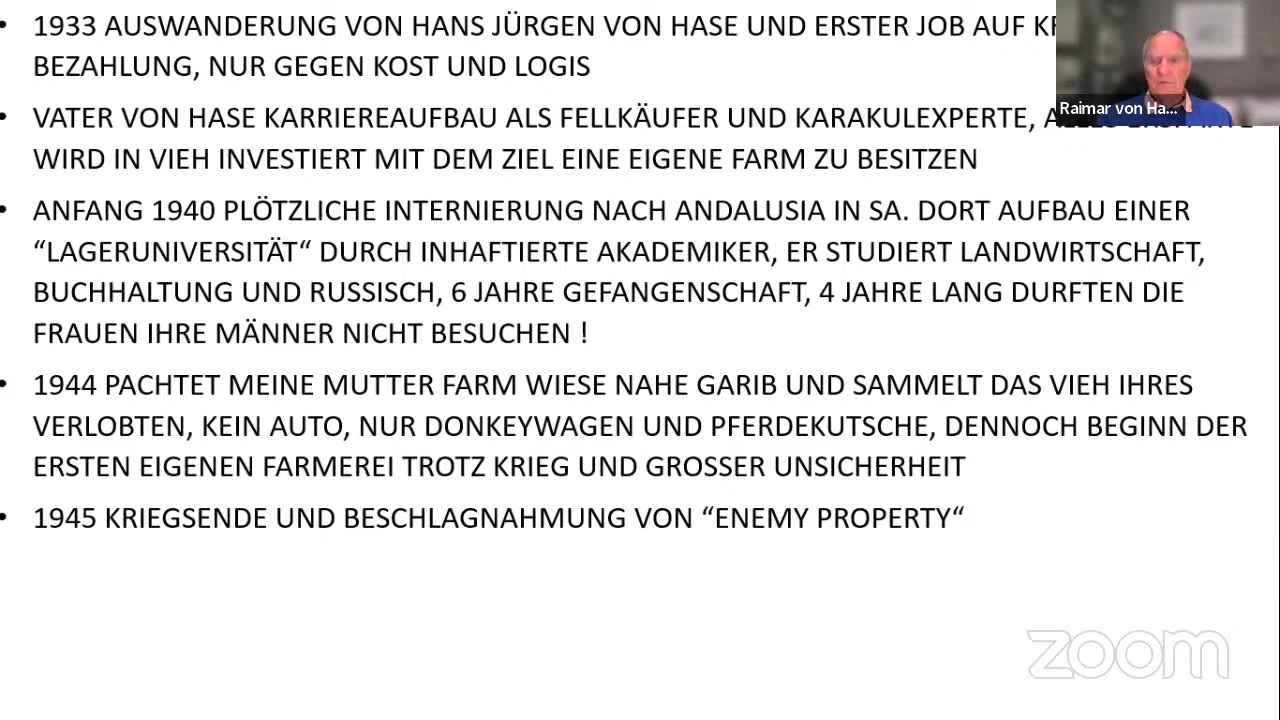 • 1933 AUSWANDERUNG VON HANS JÜRGEN VON HASE UND ERSTER JOB AUF
BEZAHLUNG, NUR GEGEN KOST UND LOGIS
• VATER VON HASE KARRIEREAUFBAU ALS FELLKÄUFER UND KARAKULEXPERTE,
WIRD IN VIEH INVESTIERT MIT DEM ZIEL EINE EIGENE FARM ZU BESITZEN
• ANFANG 1940 PLÖTZLICHE INTERNIERUNG NACH ANDALUSIA IN SA. DORT AUFBAU EINER
“LAGERUNIVERSITÄT“ DURCH INHAFTIERTE AKADEMIKER, ER STUDIERT LANDWIRTSCHAFT,
BUCHHALTUNG UND RUSSISCH, 6 JAHRE GEFANGENSCHAFT, 4 JAHRE LANG DURFTEN DIE
FRAUEN IHRE MÄNNER NICHT BESUCHEN !
• 1944 PACHTET MEINE MUTTER FARM WIESE NAHE GARIB UND SAMMELT DAS VIEH IHRES
VERLOBTEN, KEIN AUTO, NUR DONKEYWAGEN UND PFERDEKUTSCHE, DENNOCH BEGINN DER
ERSTEN EIGENEN FARMEREI TROTZ KRIEG UND GROSSER UNSICHERHEIT
• 1945 KRIEGSENDE UND BESCHLAGNAHMUNG VON “ENEMY PROPERTY“
Raimar von Ha...
zoom